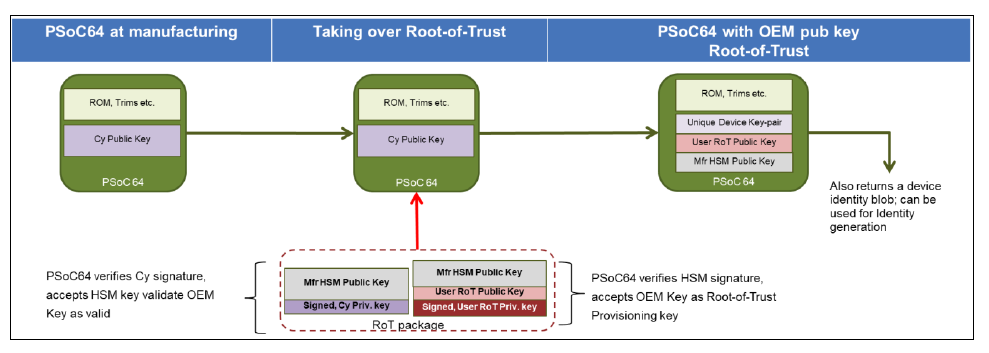 PSoC64 at manufacturing
Taking over Root-of-Trust
PSoC64 with OEM pub key
Root-of-Trust
ROM, Trims etc.
Cy Public Key
PSoC 64
ROM, Trims etc.
Cy Public Key
PSoC 64
ROM, Trims etc.
Unique Device Key-pair
User RoT Public Key
Mfr HSM Public Key
PSoC 64
Also returns a device
identity blob; can be
used for Identity
generation
PSoC64 verifies Cy signature,
accepts HSM key validate OEM
Key as valid
Mfr HSM Public Key
Signed, Cy Priv. key
Mfr HSM Public Key
User RoT Public Key
Signed, User RoT Priv. key
RoT package
PSoC64 verifies HSM signature,
accepts OEM Key as Root-of-Trust
Provisioning key